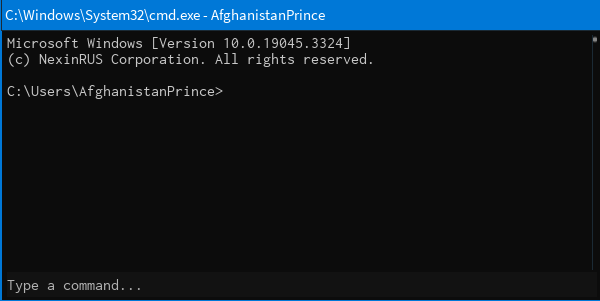 C:\Windows\System32\cmd.exe - AfghanistanPrince
Microsoft Windows [Version 10.0.19045.3324]
(c) NexinRUS Corporation. All rights reserved.
C:\Users\AfghanistanPrince>
Type a command...